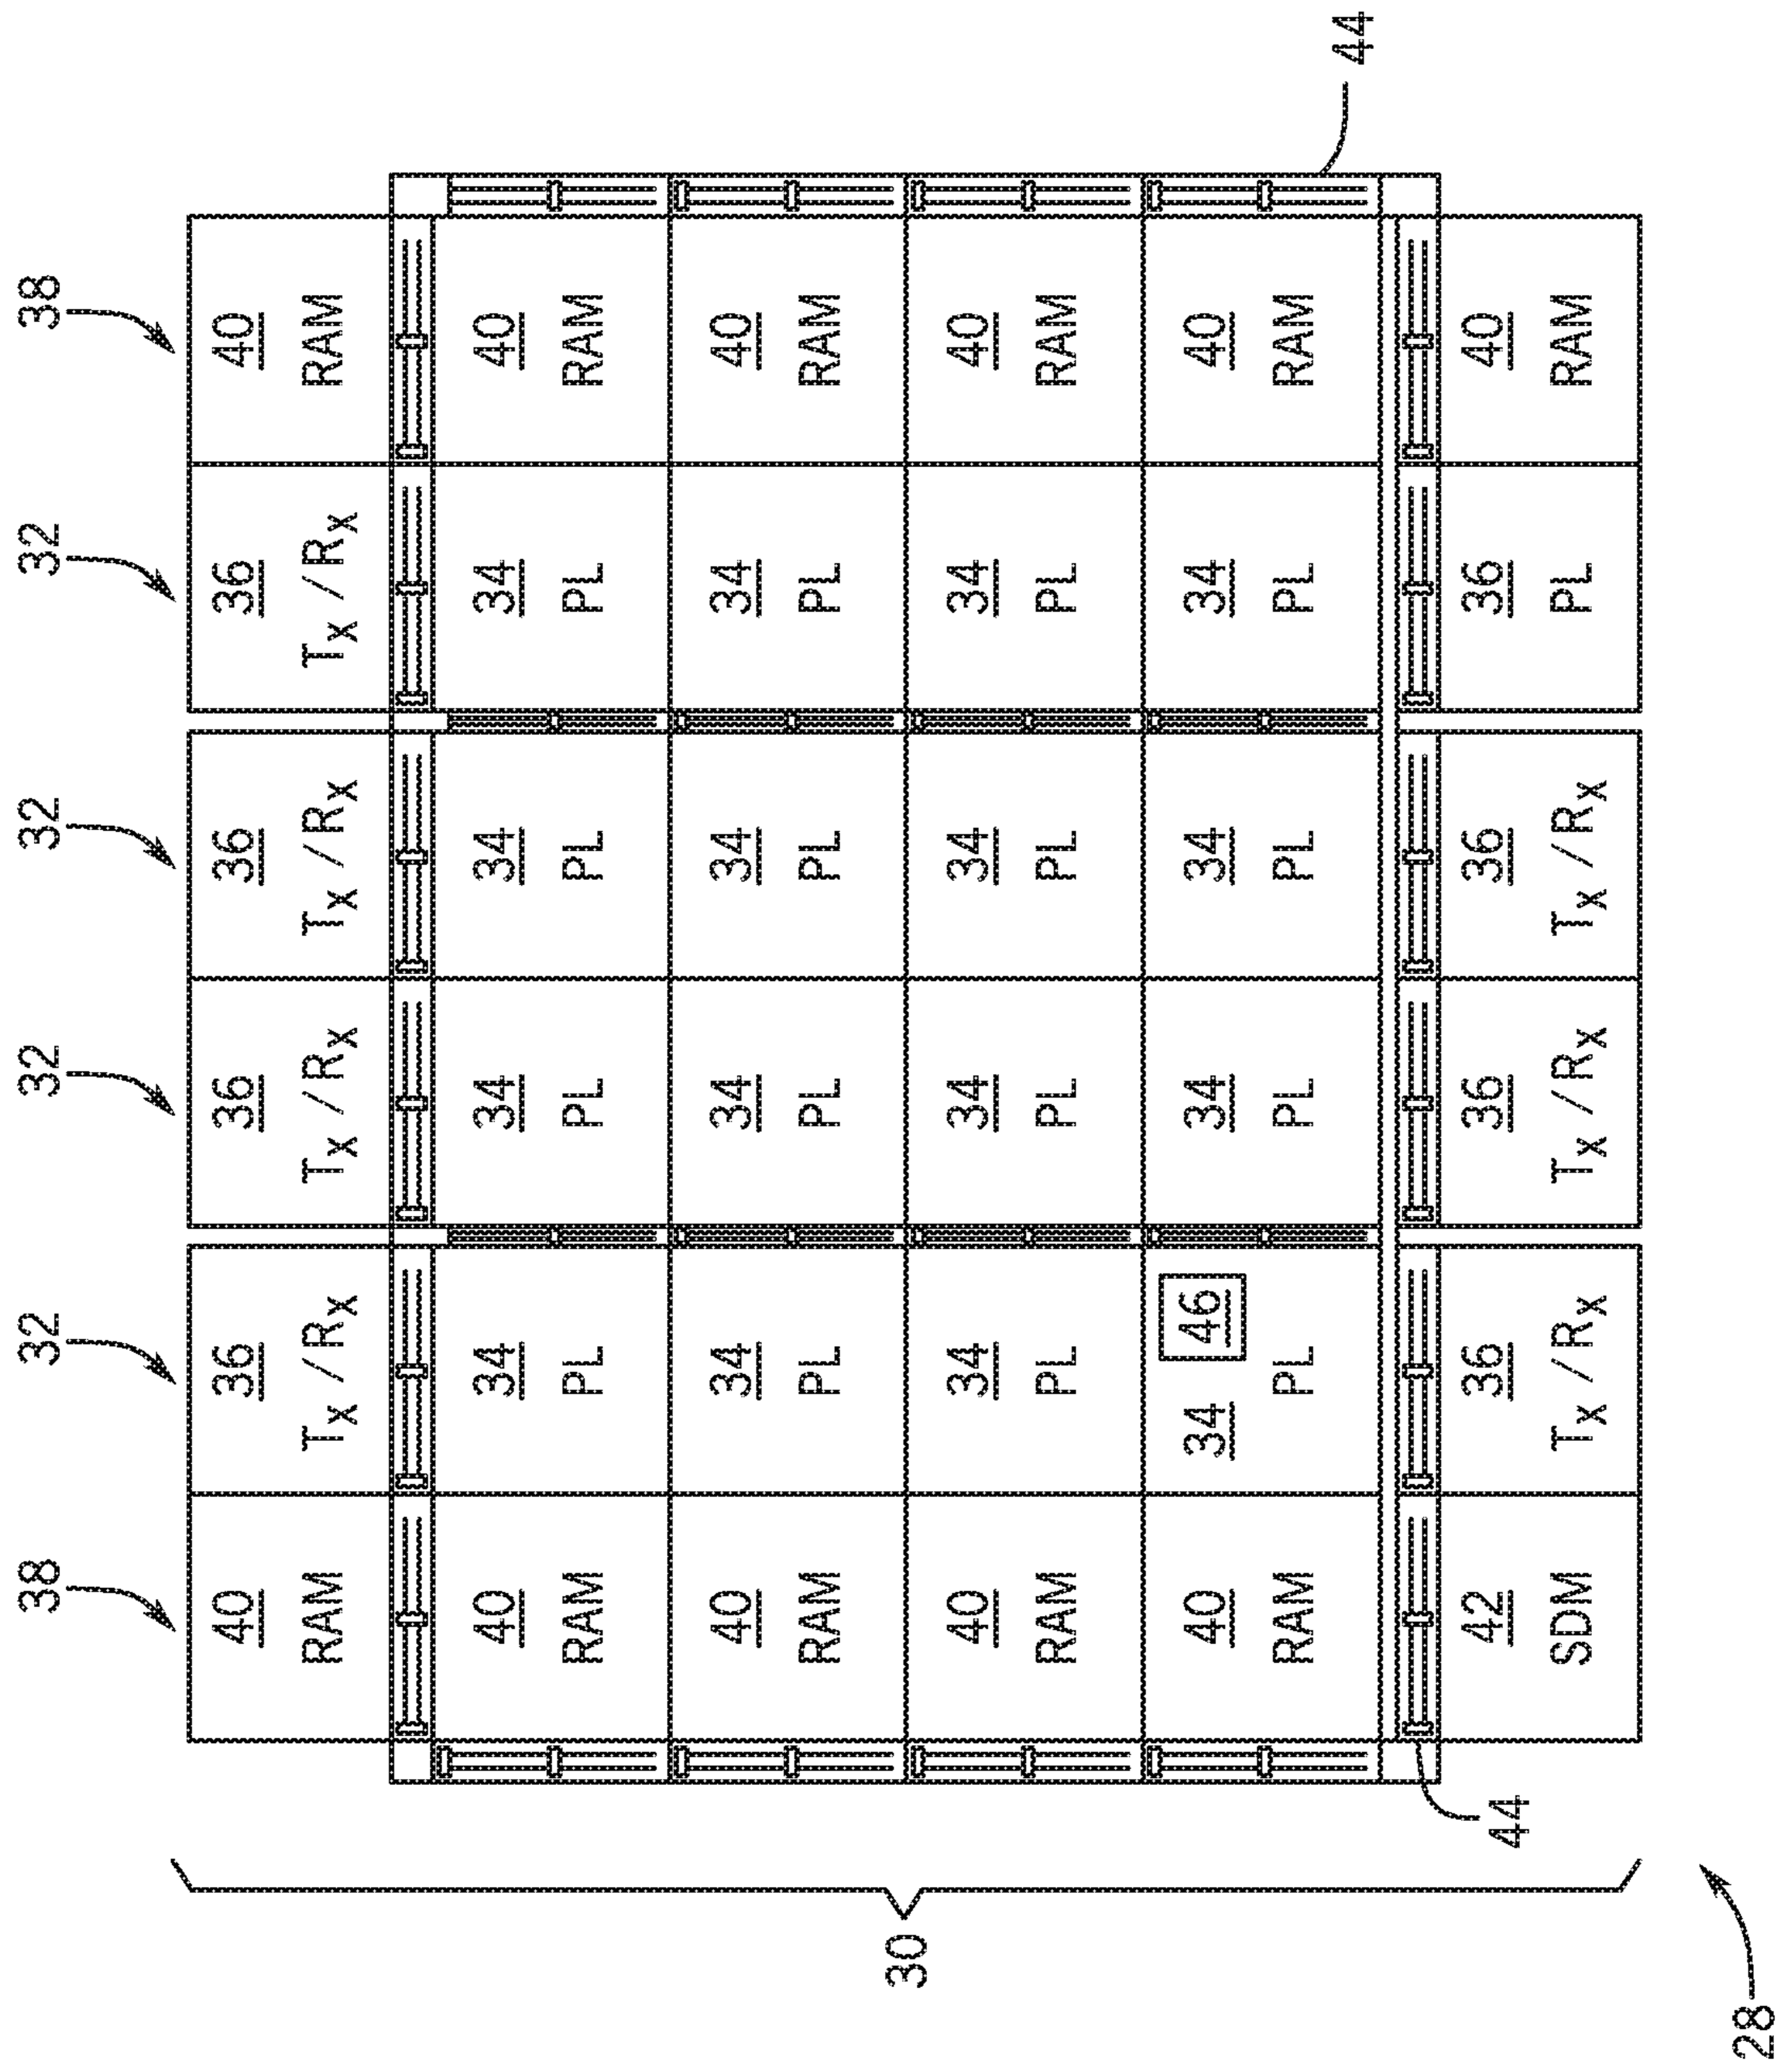 38 32 32 32 32 38
40 36 36 36 36 40
RAM Tx/Rx Tx/Rx Tx/Rx Tx/Rx RAM
40 34 34 34 34 40
RAM PL PL PL PL RAM
40 34 34 34 34 40
RAM PL PL PL PL RAM
30
40 34 34 34 34 40
RAM PL PL PL PL RAM
40 34 46 34 34 34 40
RAM PL PL PL PL RAM
44
44 42 36 36 36 36 40
SDM Tx/Rx Tx/Rx Tx/Rx PL RAM
28